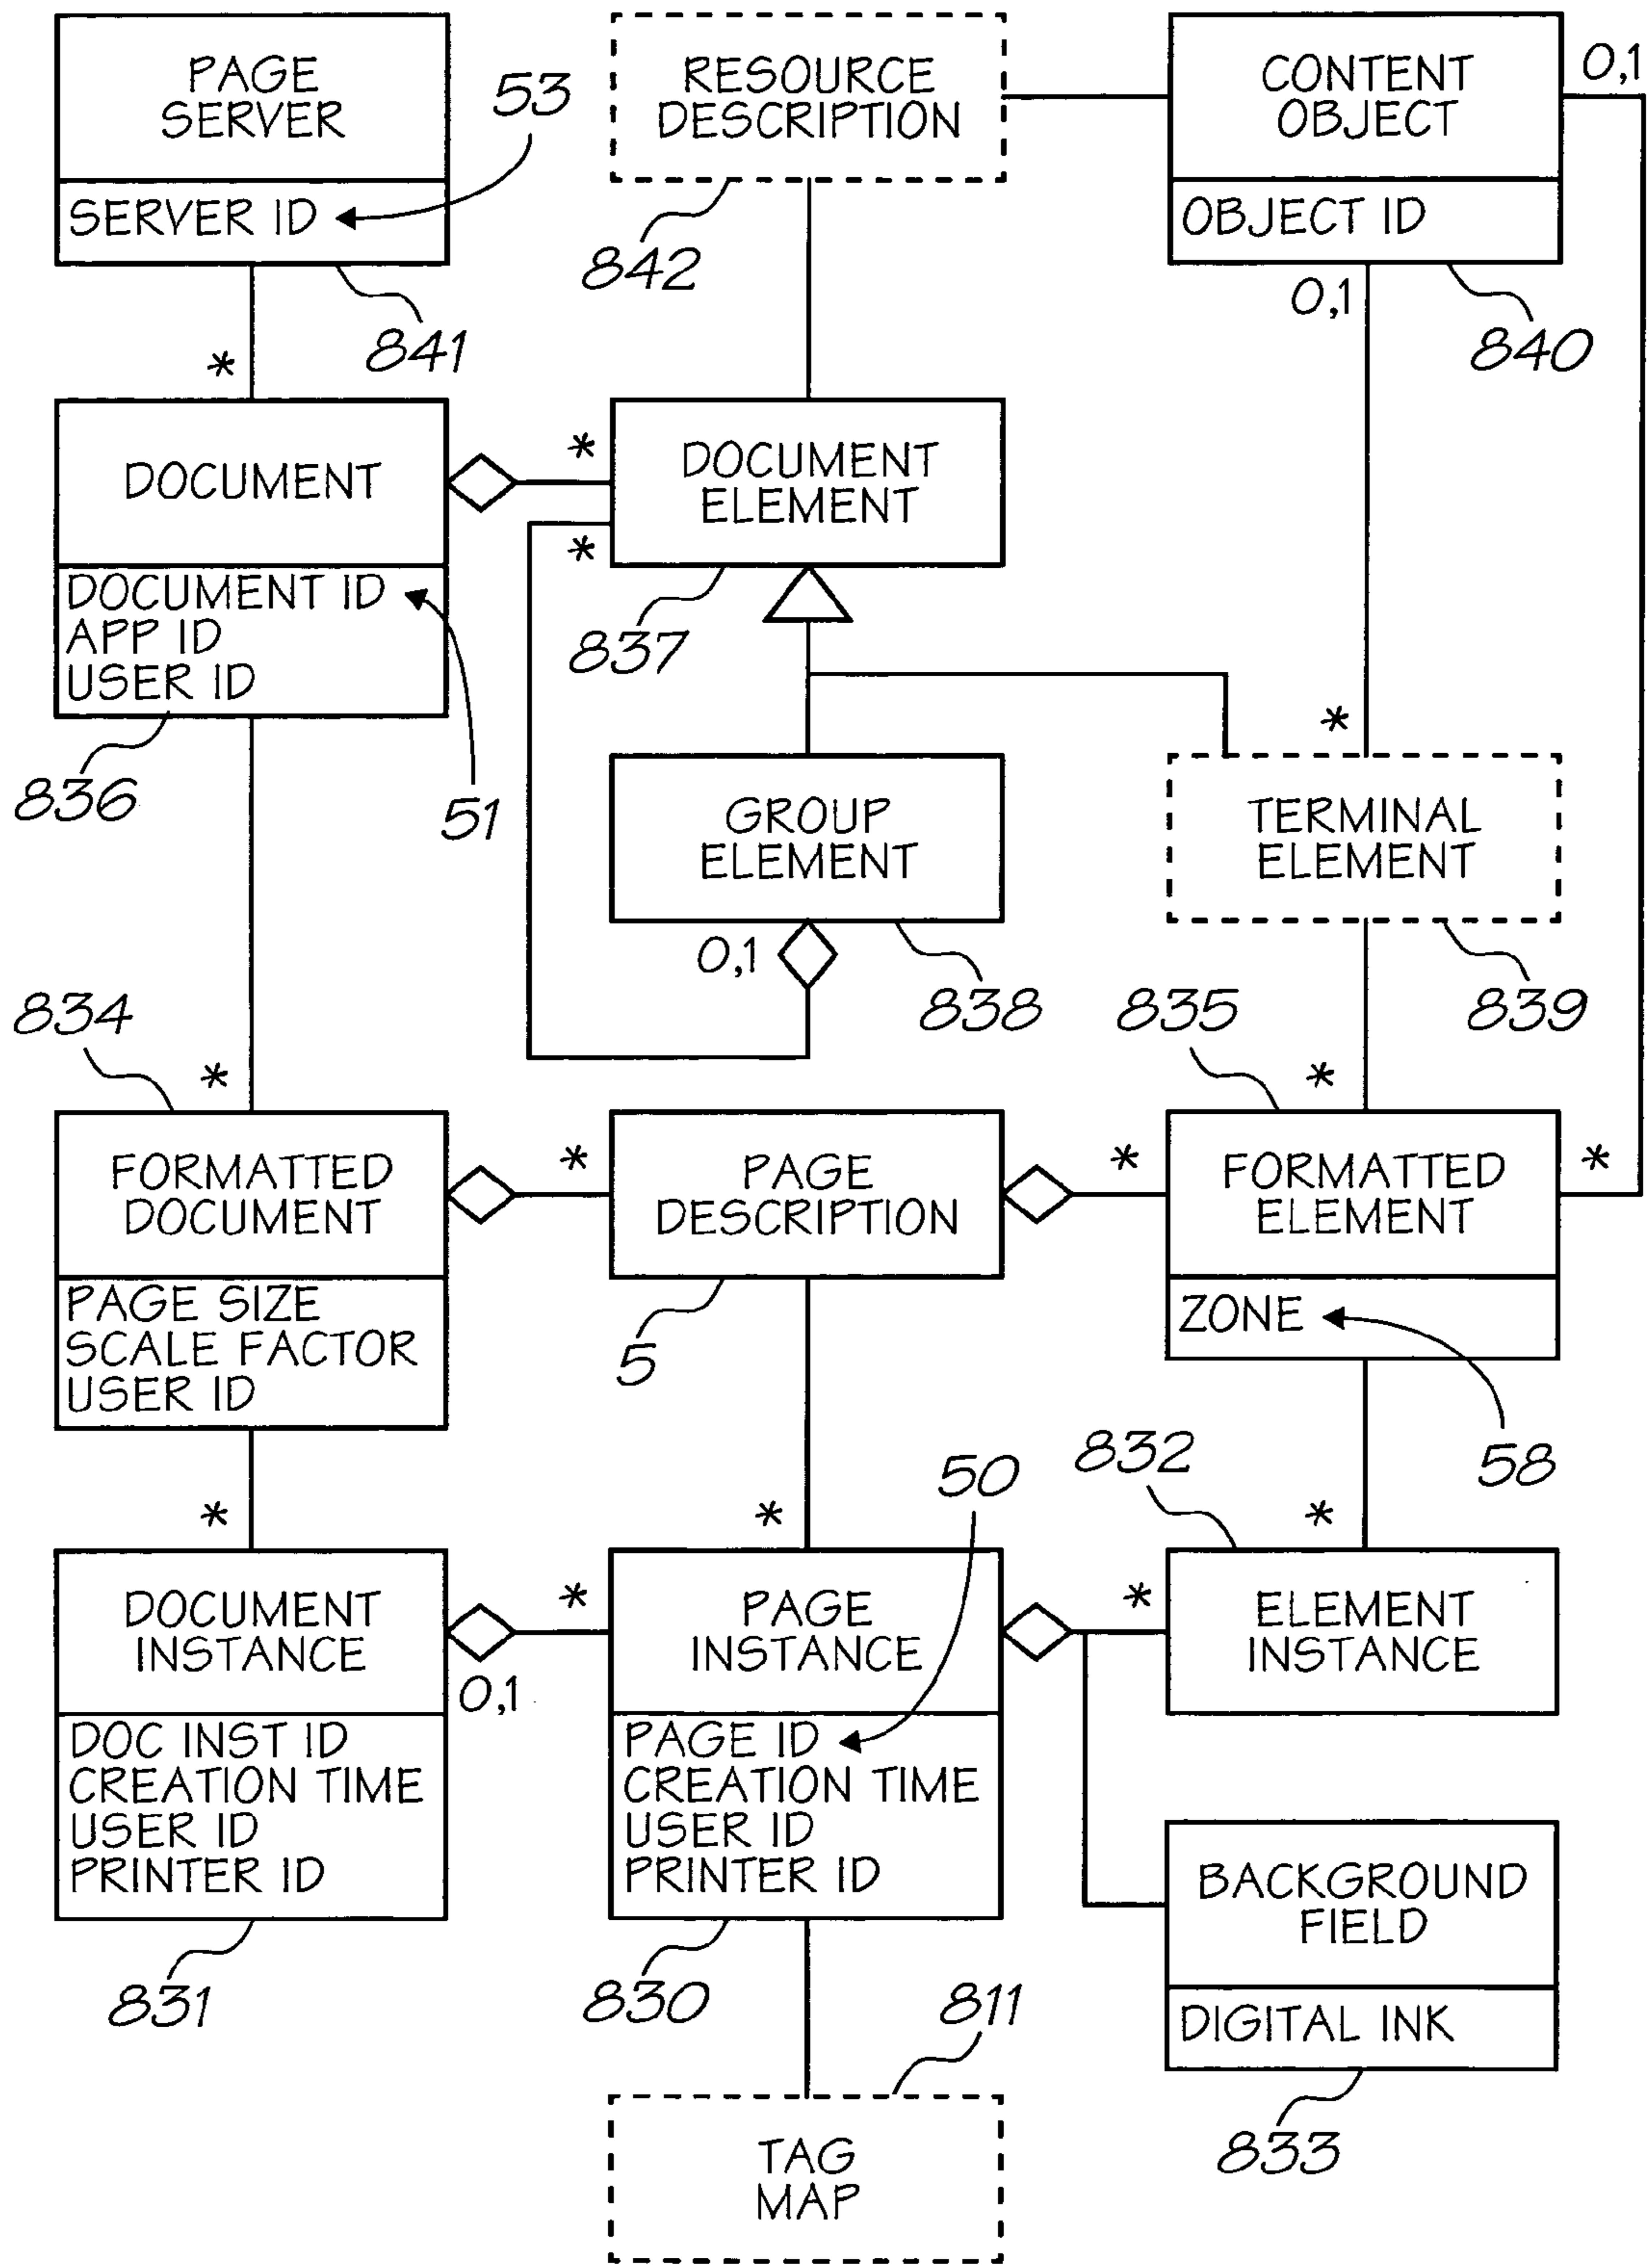 PAGE
SERVER
SERVER ID
53
841
RESOURCE
DESCRIPTION
842
CONTENT
OBJECT
OBJECT ID
0,1
0,1
840
*
DOCUMENT
DOCUMENT ID
APP ID
USER ID
836
51
*
*
DOCUMENT
ELEMENT
837
GROUP
ELEMENT
0,1
838
*
TERMINAL
ELEMENT
839
834
*
FORMATTED
DOCUMENT
PAGE SIZE
SCALE FACTOR
USER ID
*
PAGE
DESCRIPTION
5
835
*
*
FORMATTED
ELEMENT
*
ZONE
58
*
DOCUMENT
INSTANCE
0,1
DOC INST ID
CREATION TIME
USER ID
PRINTER ID
831
*
*
50
PAGE
INSTANCE
PAGE ID
CREATION TIME
USER ID
PRINTER ID
830
832
*
*
ELEMENT
INSTANCE
BACKGROUND
FIELD
DIGITAL INK
833
811
TAG
MAP